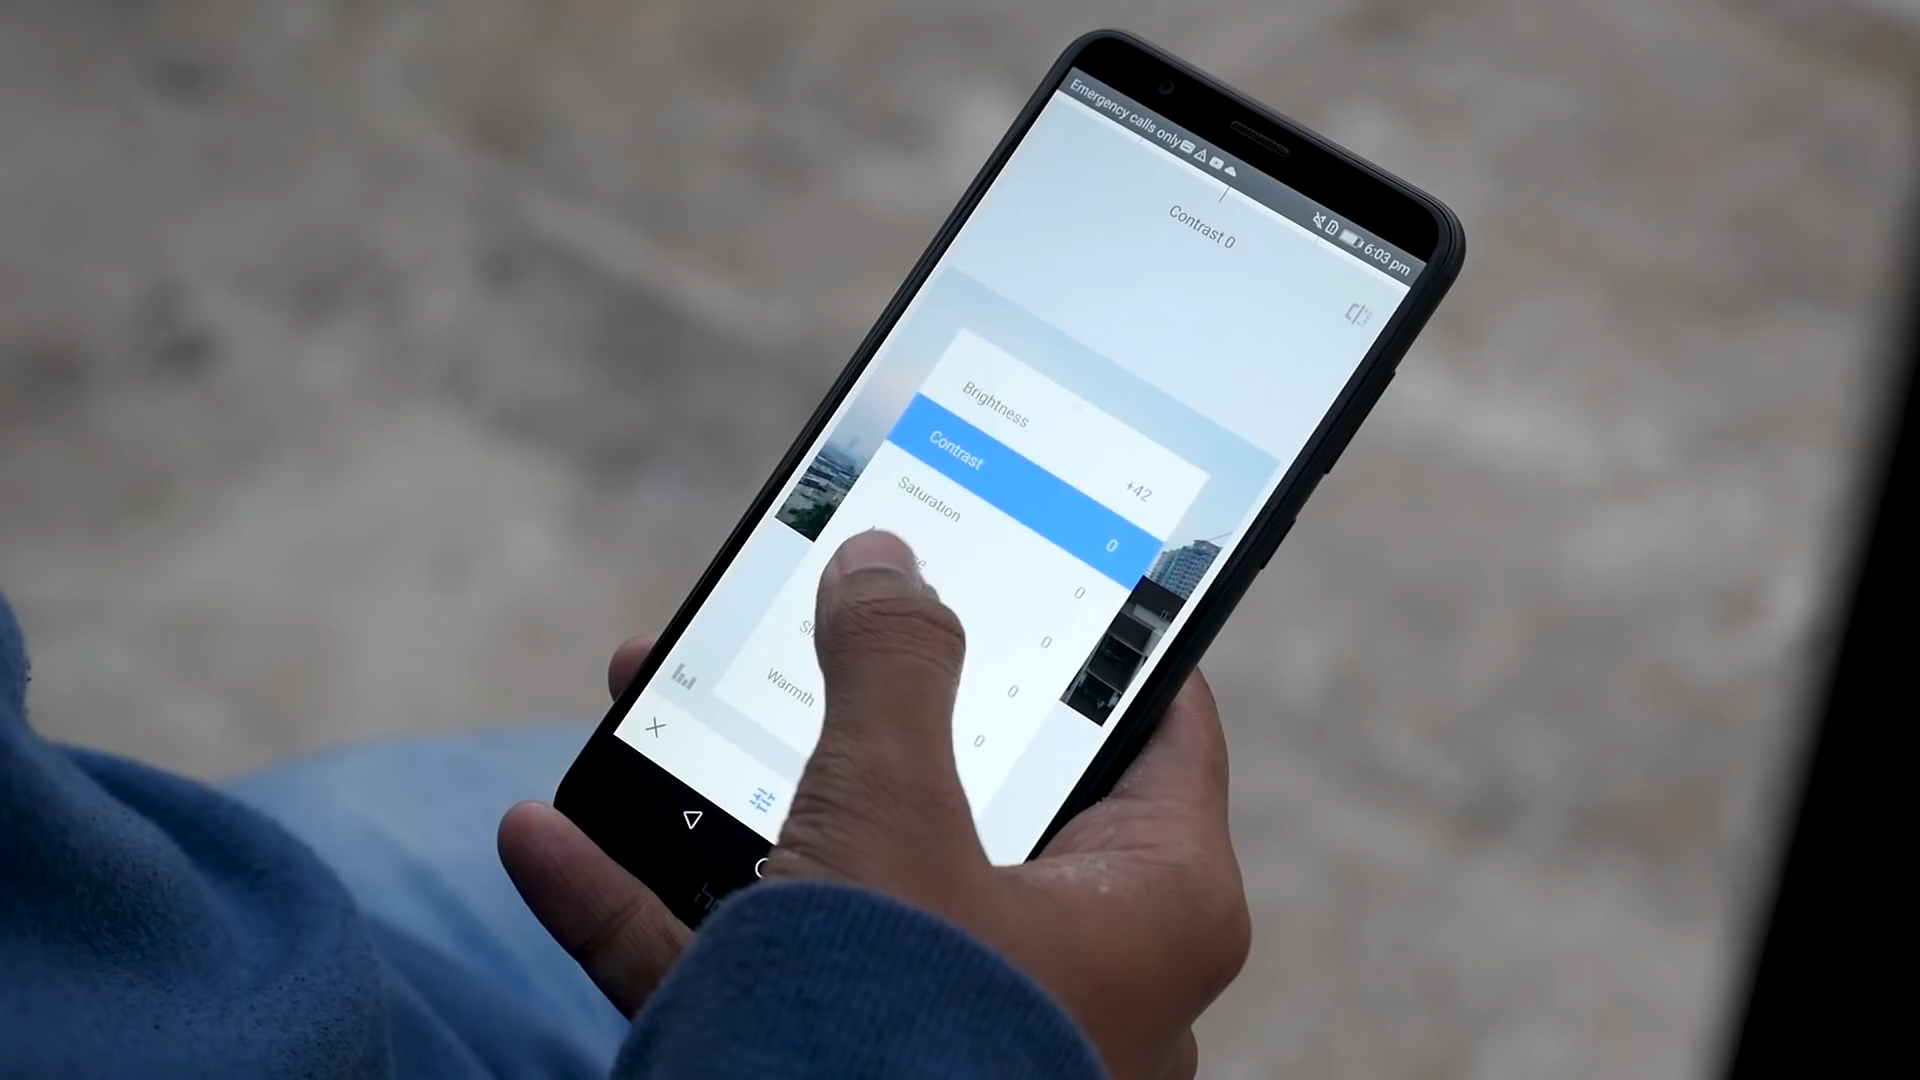 Emergency calls only
6:03 pm
Contrast 0
Brightness +42
Contrast 0
Saturation 0
0
0
Warmth 0